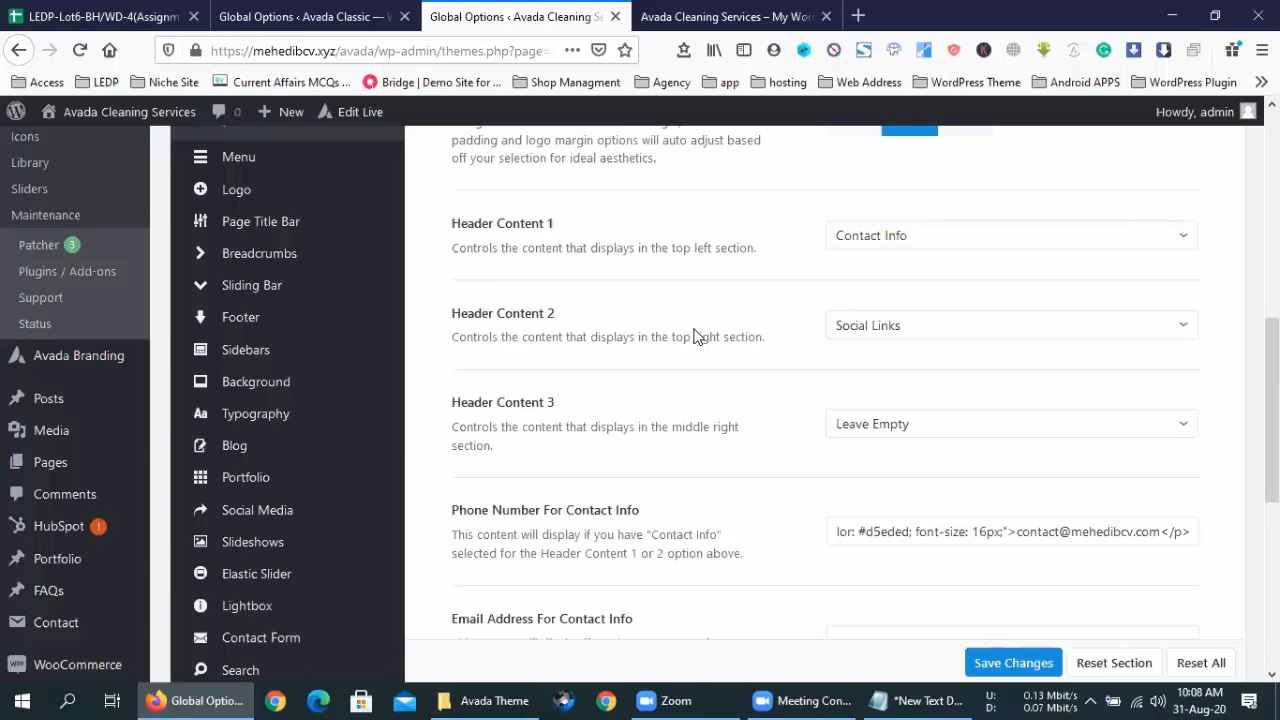 LEDP-Lot6-BH/WD-4(Assignm
Global Options ‹ Avada Classic — W
Global Options ‹ Avada Cleaning Se
Avada Cleaning Services – My Wor
https://mehedibcv.xyz/avada/wp-admin/themes.php?page=
Access
LEDP
Niche Site
Current Affairs MCQs ...
Bridge | Demo Site for ...
Shop Managment
Agency
app
hosting
Web Address
WordPress Theme
Android APPS
WordPress Plugin
Avada Cleaning Services
0
New
Edit Live
Howdy, admin
Icons
Library
Sliders
Maintenance
Patcher 3
Plugins / Add-ons
Support
Status
Avada Branding
Posts
Media
Pages
Comments
HubSpot !
Portfolio
FAQs
Contact
WooCommerce
Menu
Logo
Page Title Bar
Breadcrumbs
Sliding Bar
Footer
Sidebars
Background
Aa Typography
Blog
Portfolio
Social Media
Slideshows
Elastic Slider
Lightbox
Contact Form
Search
padding and logo margin options will auto adjust based
off your selection for ideal aesthetics.
Header Content 1
Controls the content that displays in the top left section.
Contact Info
Header Content 2
Controls the content that displays in the top right section.
Social Links
Header Content 3
Controls the content that displays in the middle right
section.
Leave Empty
Phone Number For Contact Info
This content will display if you have "Contact Info"
selected for the Header Content 1 or 2 option above.
lor: #d5eded; font-size: 16px;">contact@mehedibcv.com</p>
Email Address For Contact Info
Save Changes
Reset Section
Reset All
Global Optio...
Avada Theme
Zoom
Meeting Con...
*New Text D...
U: 0.13 Mbit/s
D: 0.07 Mbit/s
10:08 AM
31-Aug-20